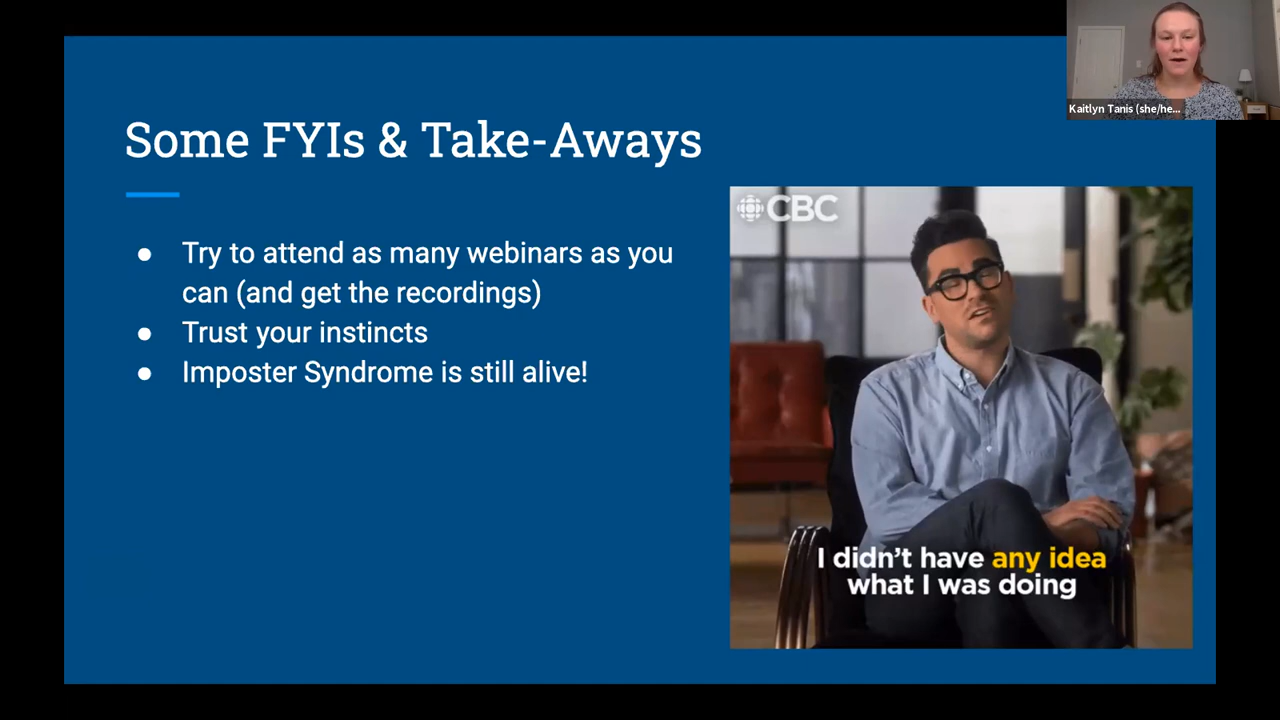 Kaitlyn Tanis (she/he...
Some FYIs & Take-Aways
● Try to attend as many webinars as you
can (and get the recordings)
● Trust your instincts
● Imposter Syndrome is still alive!
CBC
I didn't have any idea
what I was doing